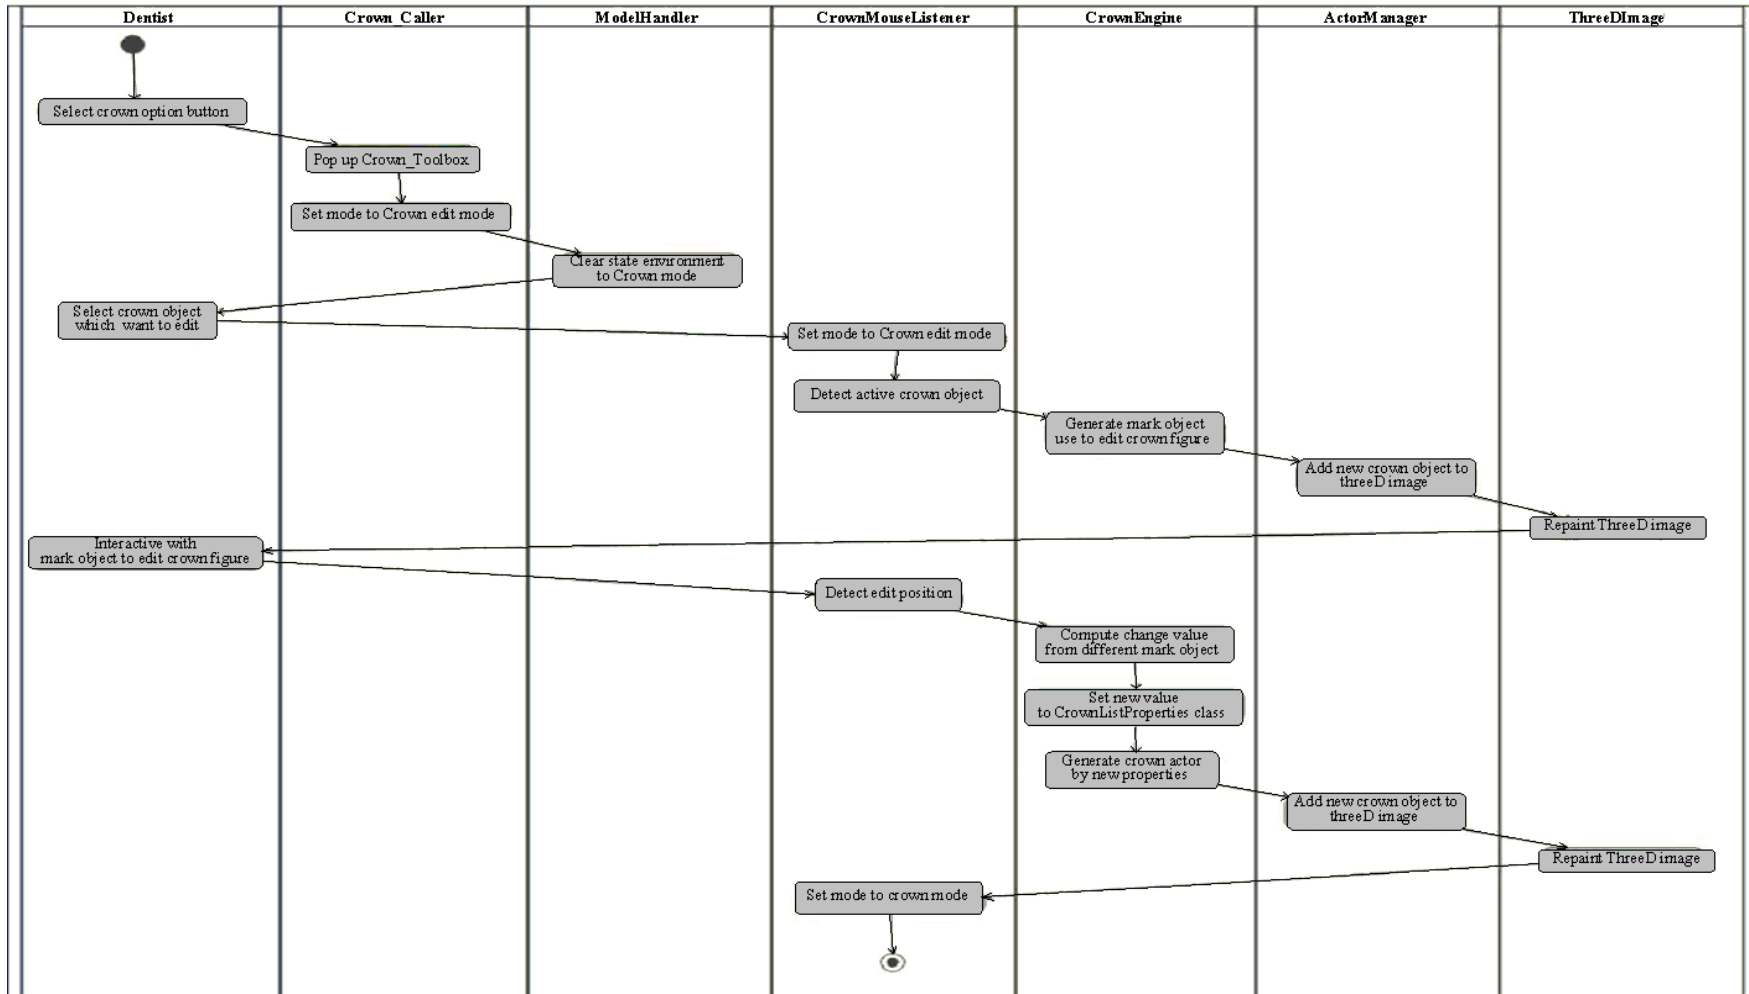 Dentist
Crown_Caller
ModelHandler
CrownMouseListener
CrownEngine
ActorManager
ThreeDImage
Select crown option button
Pop up Crown_Toolbox
Set mode to Crown edit mode
Clear state environment
to Crown mode
Select crown object
which want to edit
Set mode to Crown edit mode
Detect active crown object
Generate mark object
use to edit crown figure
Add new crown object to
threeD image
Repaint ThreeD image
Interactive with
mark object to edit crown figure
Detect edit position
Compute change value
from different mark object
Set new value
to CrownListProperties class
Generate crown actor
by new properties
Add new crown object to
threeD image
Repaint ThreeD image
Set mode to crown mode